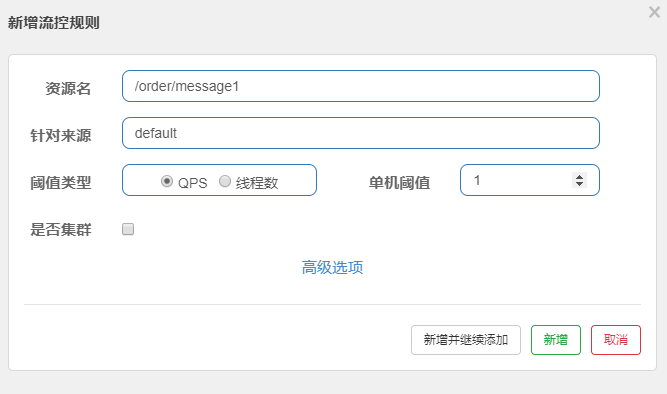 新增流控规则
资源名 /order/message1
针对来源 default
阈值类型 QPS 线程数 单机阈值 1
是否集群
高级选项
新增并继续添加 新增 取消